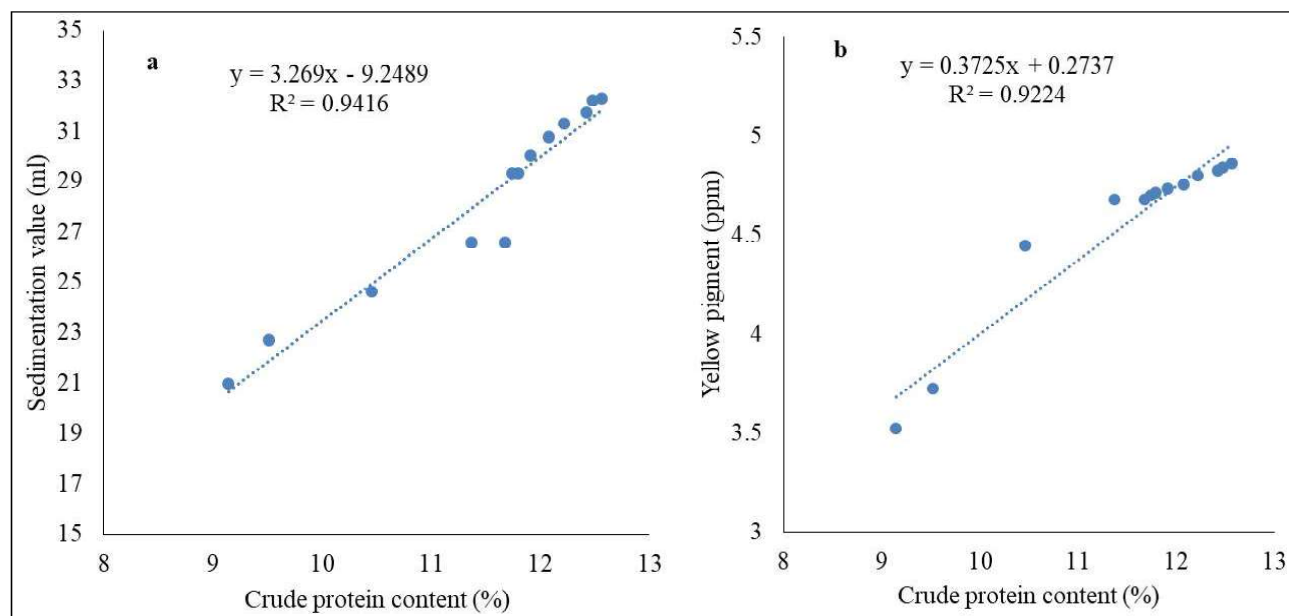 a
y = 3.269x - 9.2489
R² = 0.9416
Sedimentation value (ml)
35
33
31
29
27
25
23
21
19
17
15
8 9 10 11 12 13
Crude protein content (%)
b
y = 0.3725x + 0.2737
R² = 0.9224
Yellow pigment (ppm)
5.5
5
4.5
4
3.5
3
8 9 10 11 12 13
Crude protein content (%)